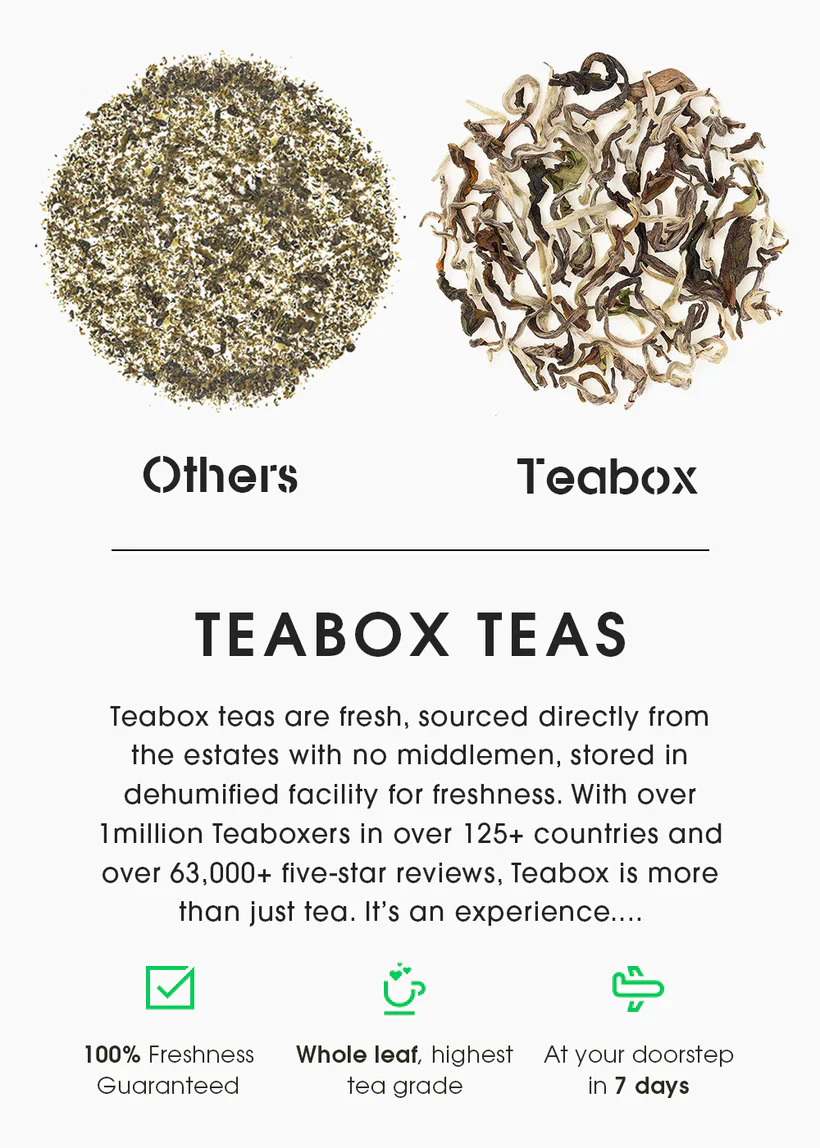 Others
Teabox
TEABOX TEAS
Teabox teas are fresh, sourced directly from
the estates with no middlemen, stored in
dehumified facility for freshness. With over
1million Teaboxers in over 125+ countries and
over 63,000+ five-star reviews, Teabox is more
than just tea. It's an experience....
100% Freshness
Guaranteed
Whole leaf, highest
tea grade
At your doorstep
in 7 days